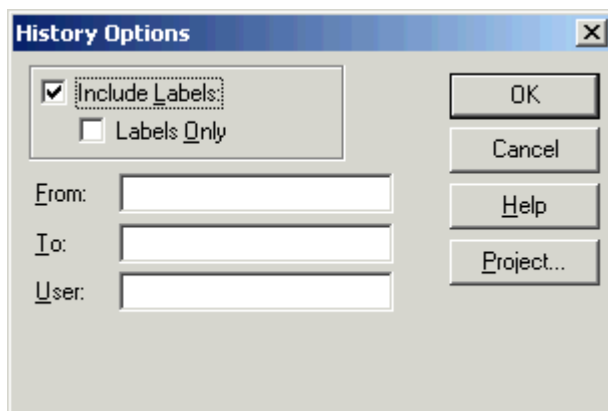 History Options
Include Labels:
Labels Only
From:
To:
User:
OK
Cancel
Help
Project...